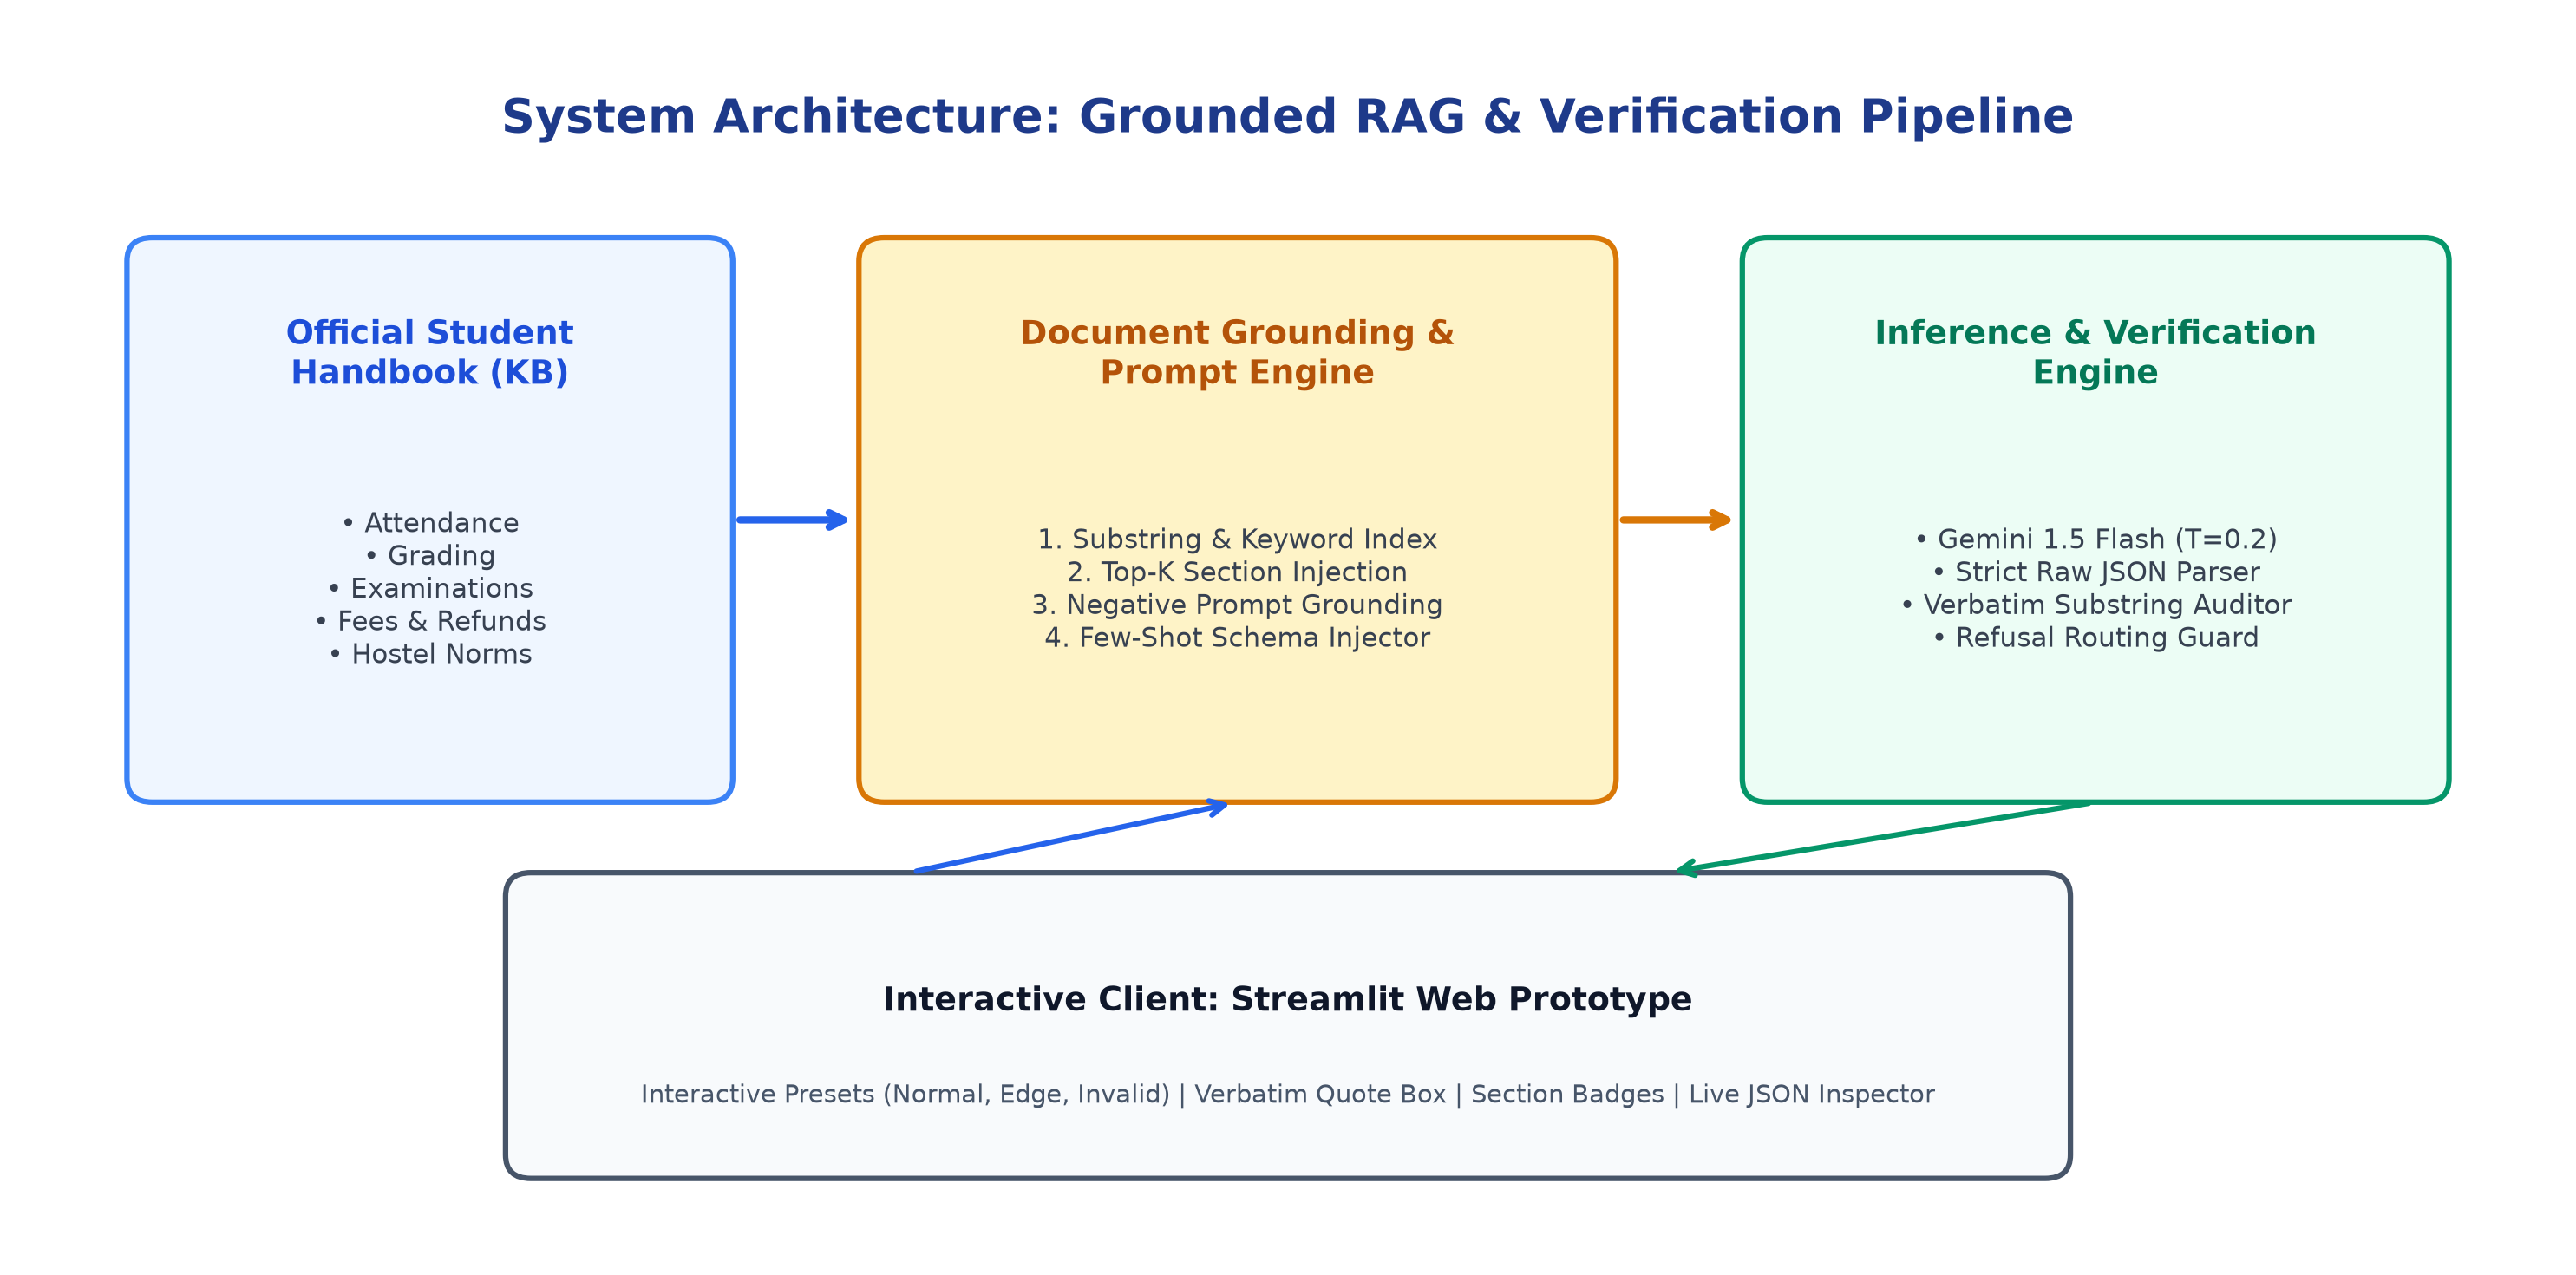 System Architecture: Grounded RAG & Verification Pipeline
Official Student
Handbook (KB)
• Attendance
• Grading
• Examinations
• Fees & Refunds
• Hostel Norms
Document Grounding &
Prompt Engine
1. Substring & Keyword Index
2. Top-K Section Injection
3. Negative Prompt Grounding
4. Few-Shot Schema Injector
Inference & Verification
Engine
• Gemini 1.5 Flash (T=0.2)
• Strict Raw JSON Parser
• Verbatim Substring Auditor
• Refusal Routing Guard
Interactive Client: Streamlit Web Prototype
Interactive Presets (Normal, Edge, Invalid) | Verbatim Quote Box | Section Badges | Live JSON Inspector